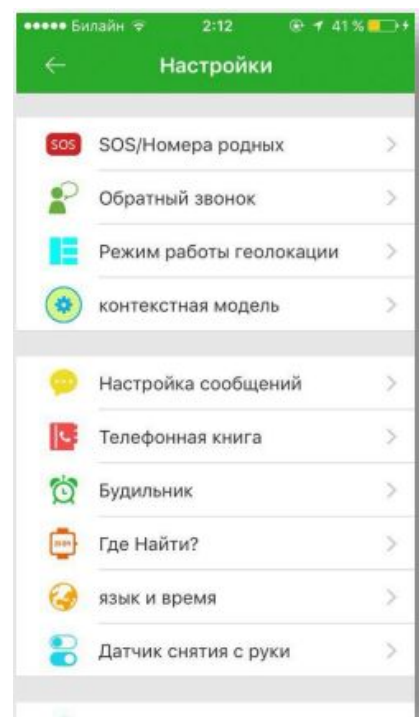 Билайн 2:12 41 %
Настройки
SOS SOS/Номера родных
Обратный звонок
Режим работы геолокации
контекстная модель
Настройка сообщений
Телефонная книга
Будильник
Где Найти?
язык и время
Датчик снятия с руки